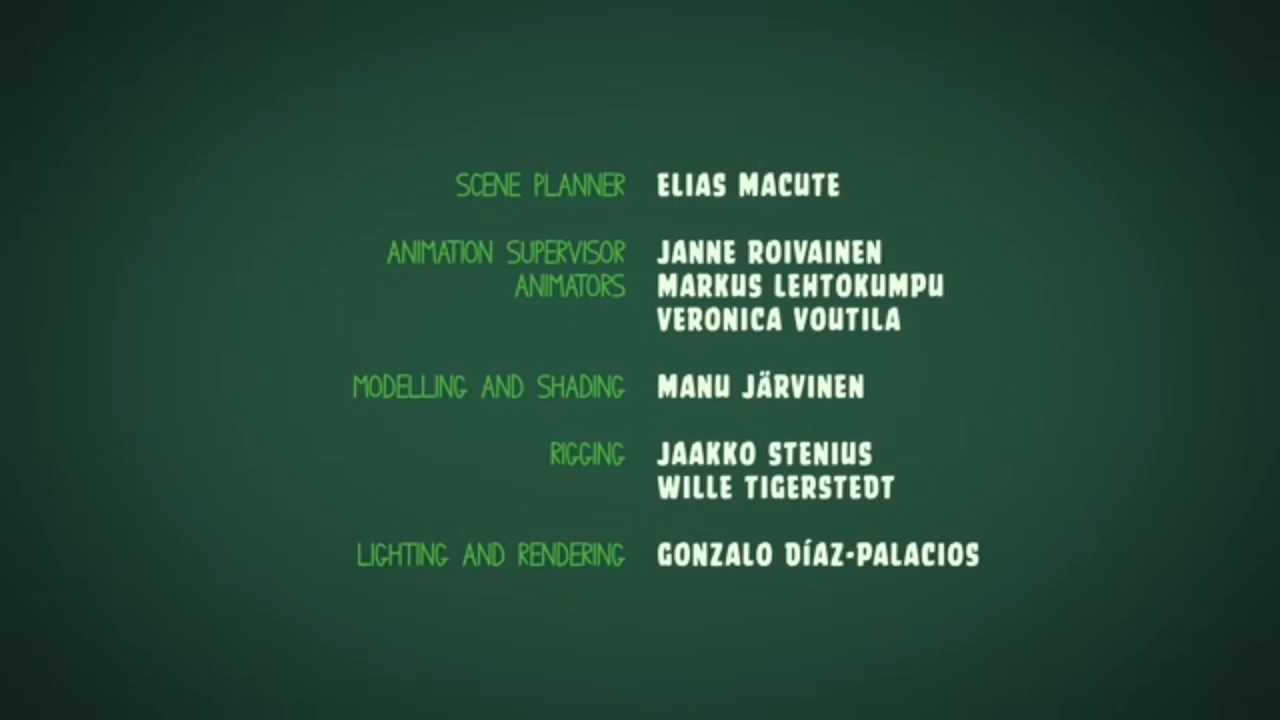 SCENE PLANNER ELIAS MACUTE
ANIMATION SUPERVISOR JANNE ROIVAINEN
ANIMATORS MARKUS LEHTOKUMPU
VERONICA VOUTILA
MODELLING AND SHADING MANU JÄRVINEN
RIGGING JAAKKO STENIUS
WILLE TIGERSTEDT
LIGHTING AND RENDERING GONZALO DÍAZ-PALACIOS